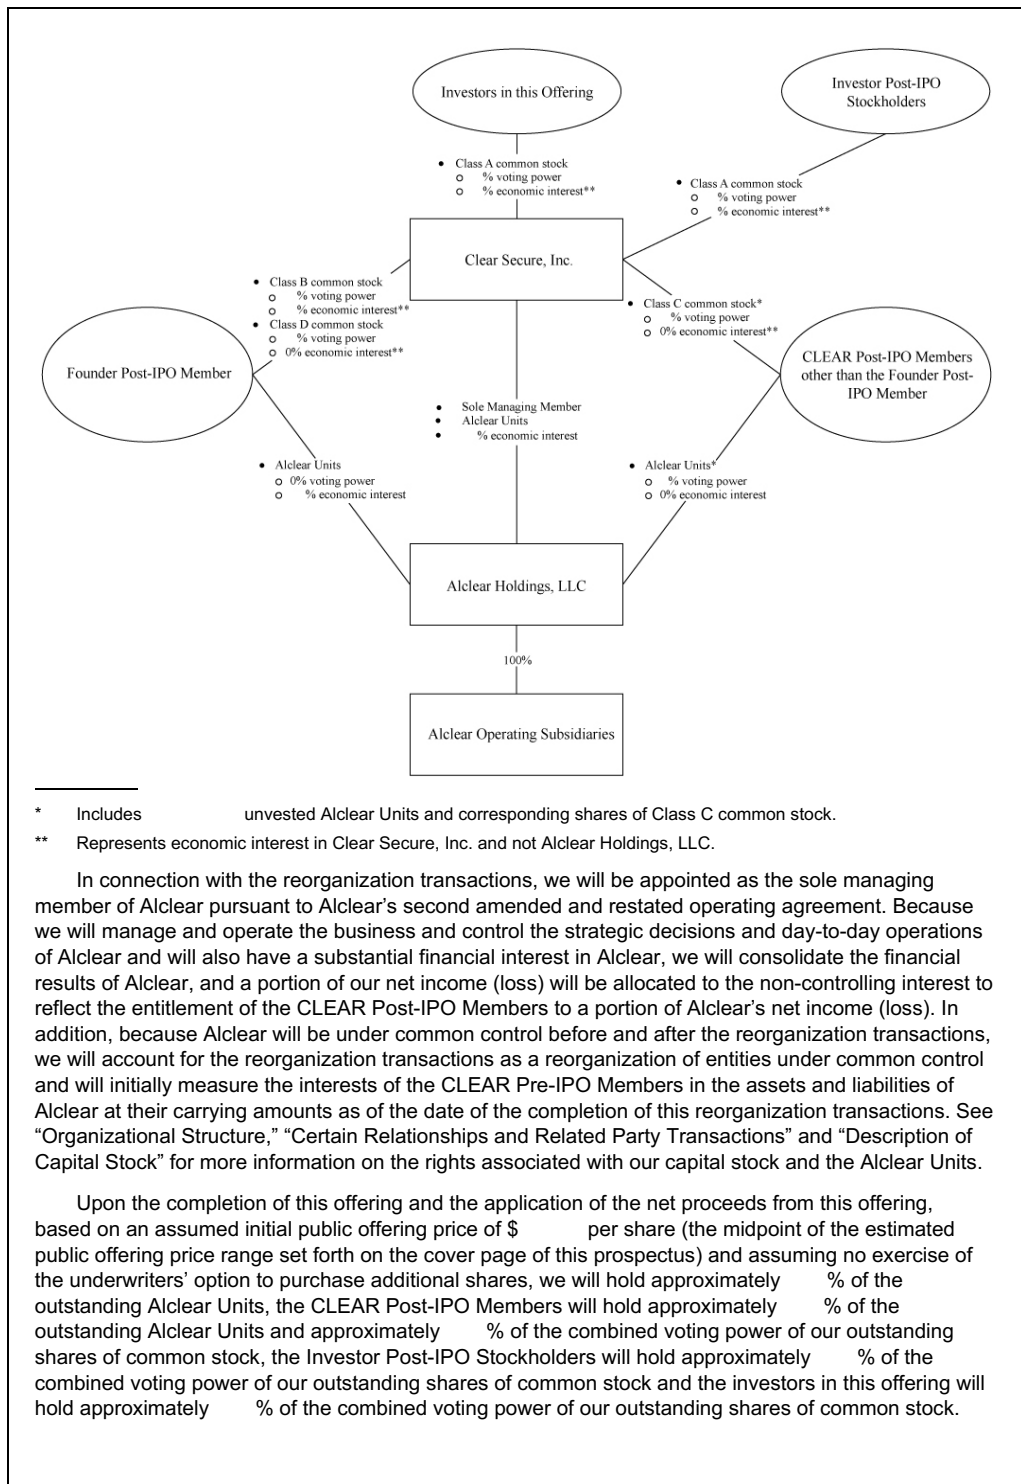 Investors in this Offering
Investor Post-IPO
Stockholders
• Class A common stock
o % voting power
o % economic interest**
• Class A common stock
o % voting power
o % economic interest**
Clear Secure, Inc.
• Class B common stock
o % voting power
o % economic interest**
• Class D common stock
o % voting power
o 0% economic interest**
• Class C common stock*
o % voting power
o 0% economic interest**
Founder Post-IPO Member
CLEAR Post-IPO Members
other than the Founder Post-
IPO Member
• Sole Managing Member
• Alclear Units
• % economic interest
• Alclear Units
o 0% voting power
o % economic interest
• Alclear Units*
o % voting power
o 0% economic interest
Alclear Holdings, LLC
100%
Alclear Operating Subsidiaries
* Includes unvested Alclear Units and corresponding shares of Class C common stock.
** Represents economic interest in Clear Secure, Inc. and not Alclear Holdings, LLC.
In connection with the reorganization transactions, we will be appointed as the sole managing
member of Alclear pursuant to Alclear’s second amended and restated operating agreement. Because
we will manage and operate the business and control the strategic decisions and day-to-day operations
of Alclear and will also have a substantial financial interest in Alclear, we will consolidate the financial
results of Alclear, and a portion of our net income (loss) will be allocated to the non-controlling interest to
reflect the entitlement of the CLEAR Post-IPO Members to a portion of Alclear’s net income (loss). In
addition, because Alclear will be under common control before and after the reorganization transactions,
we will account for the reorganization transactions as a reorganization of entities under common control
and will initially measure the interests of the CLEAR Pre-IPO Members in the assets and liabilities of
Alclear at their carrying amounts as of the date of the completion of this reorganization transactions. See
“Organizational Structure,” “Certain Relationships and Related Party Transactions” and “Description of
Capital Stock” for more information on the rights associated with our capital stock and the Alclear Units.
Upon the completion of this offering and the application of the net proceeds from this offering,
based on an assumed initial public offering price of $ per share (the midpoint of the estimated
public offering price range set forth on the cover page of this prospectus) and assuming no exercise of
the underwriters’ option to purchase additional shares, we will hold approximately % of the
outstanding Alclear Units, the CLEAR Post-IPO Members will hold approximately % of the
outstanding Alclear Units and approximately % of the combined voting power of our outstanding
shares of common stock, the Investor Post-IPO Stockholders will hold approximately % of the
combined voting power of our outstanding shares of common stock and the investors in this offering will
hold approximately % of the combined voting power of our outstanding shares of common stock.